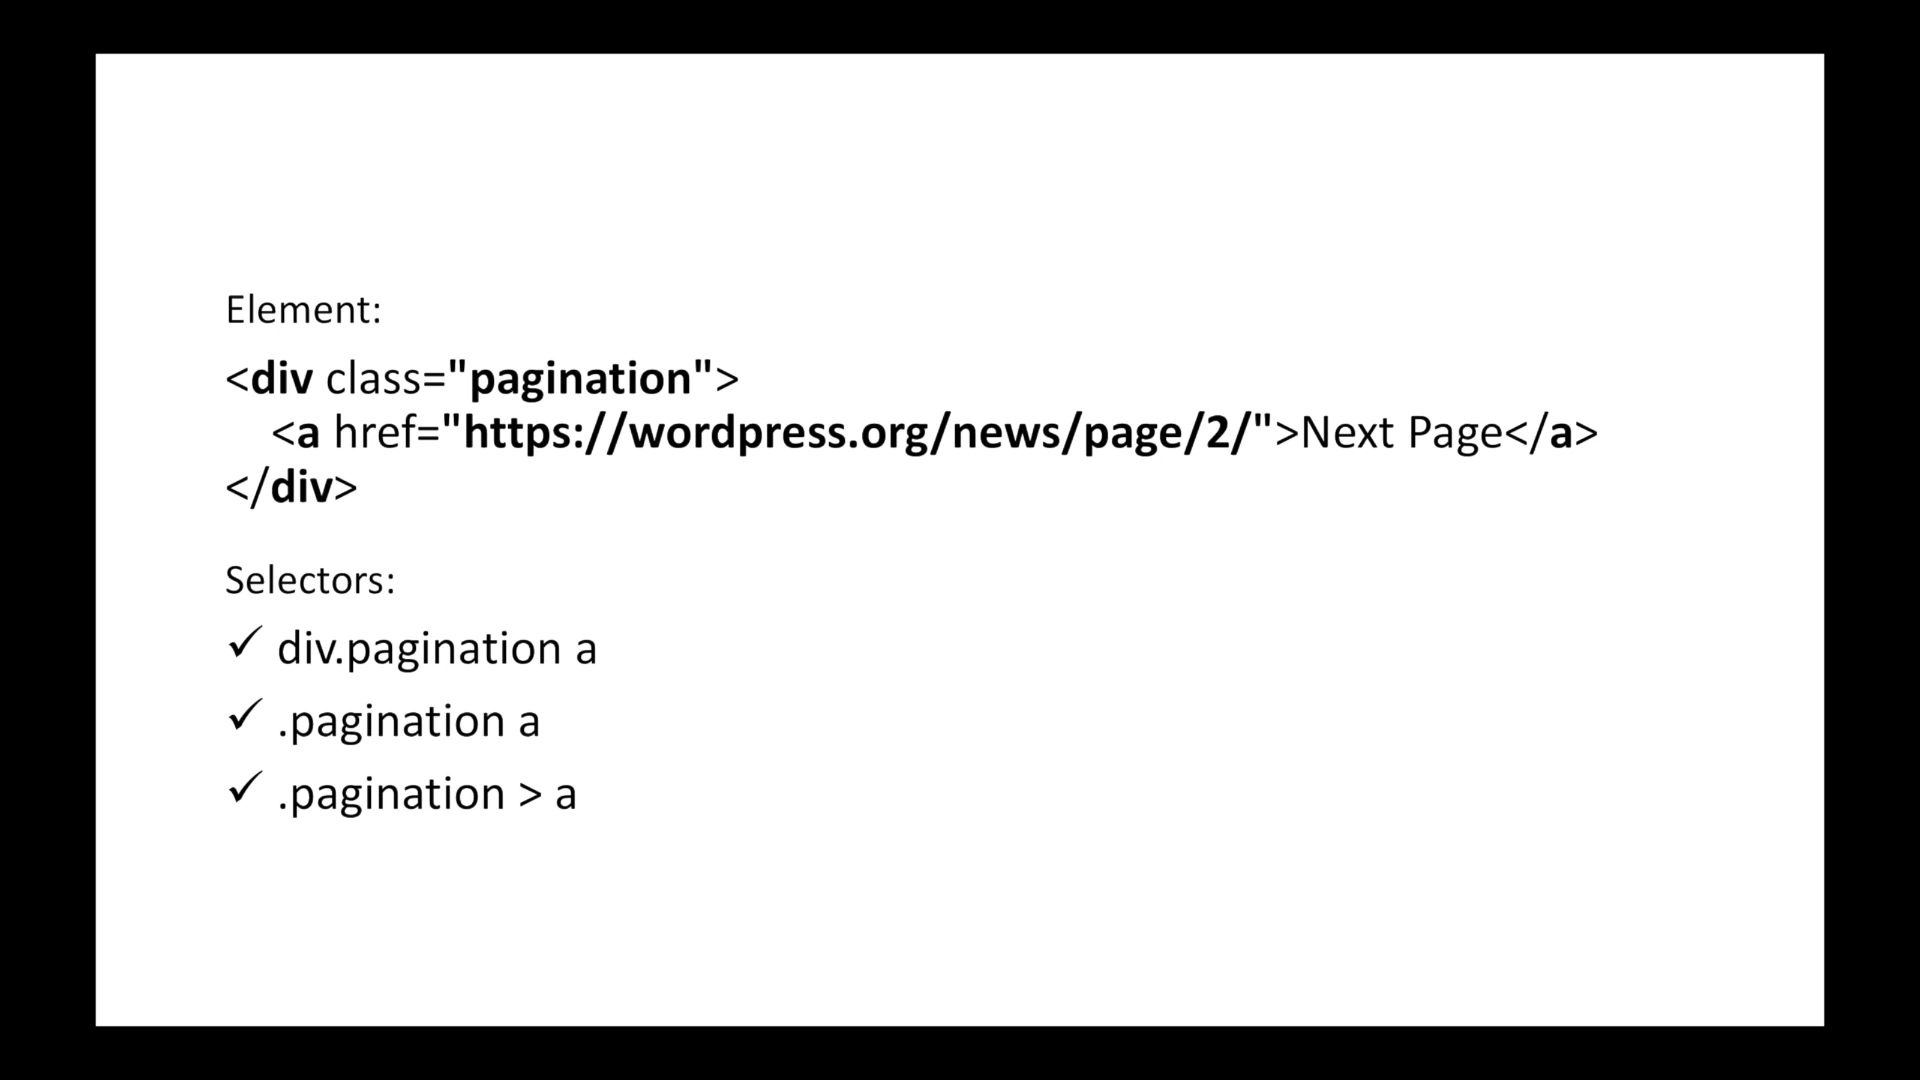 Element:
<div class="pagination">
<a href="https://wordpress.org/news/page/2/">Next Page</a>
</div>
Selectors:
✓ div.pagination a
✓ .pagination a
✓ .pagination > a